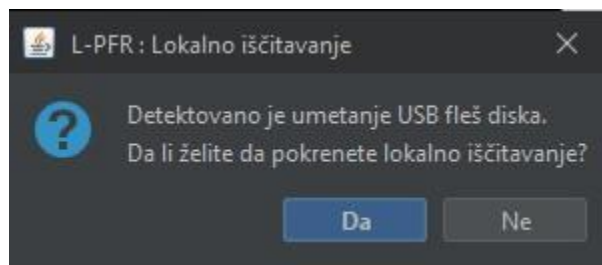 L-PFR : Lokalno iščitavanje
Detektovano je umetanje USB fleš diska.
Da li želite da pokrenete lokalno iščitavanje?
Da
Ne